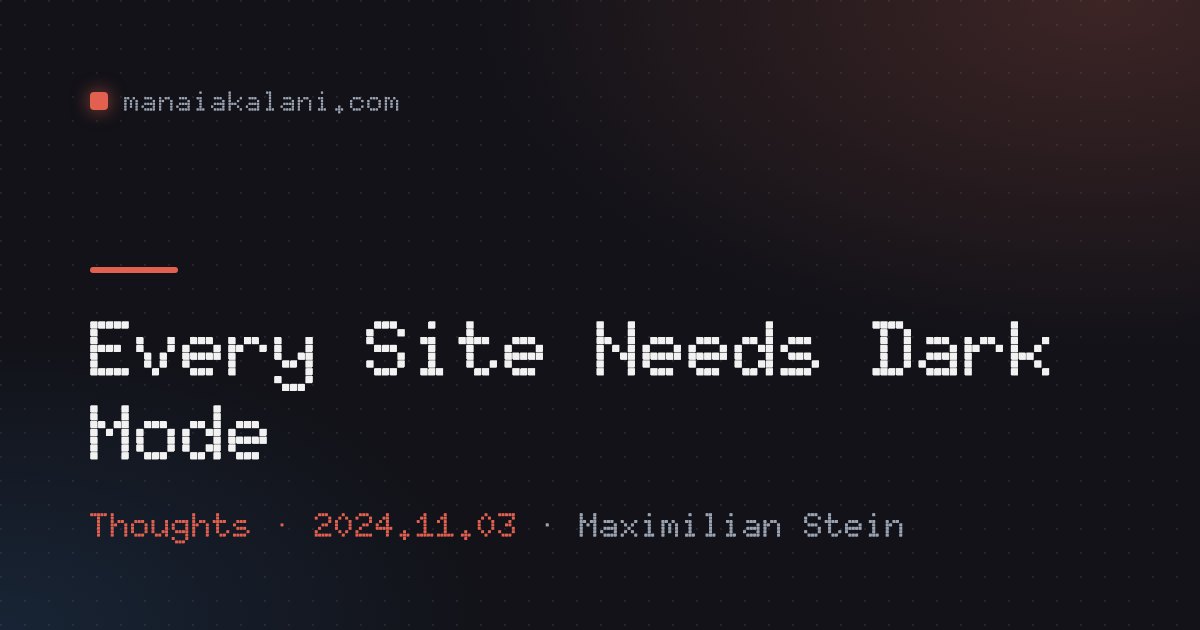 manaiakalani.com
Every Site Needs Dark
Mode
Thoughts · 2024.11.03 · Maximilian Stein